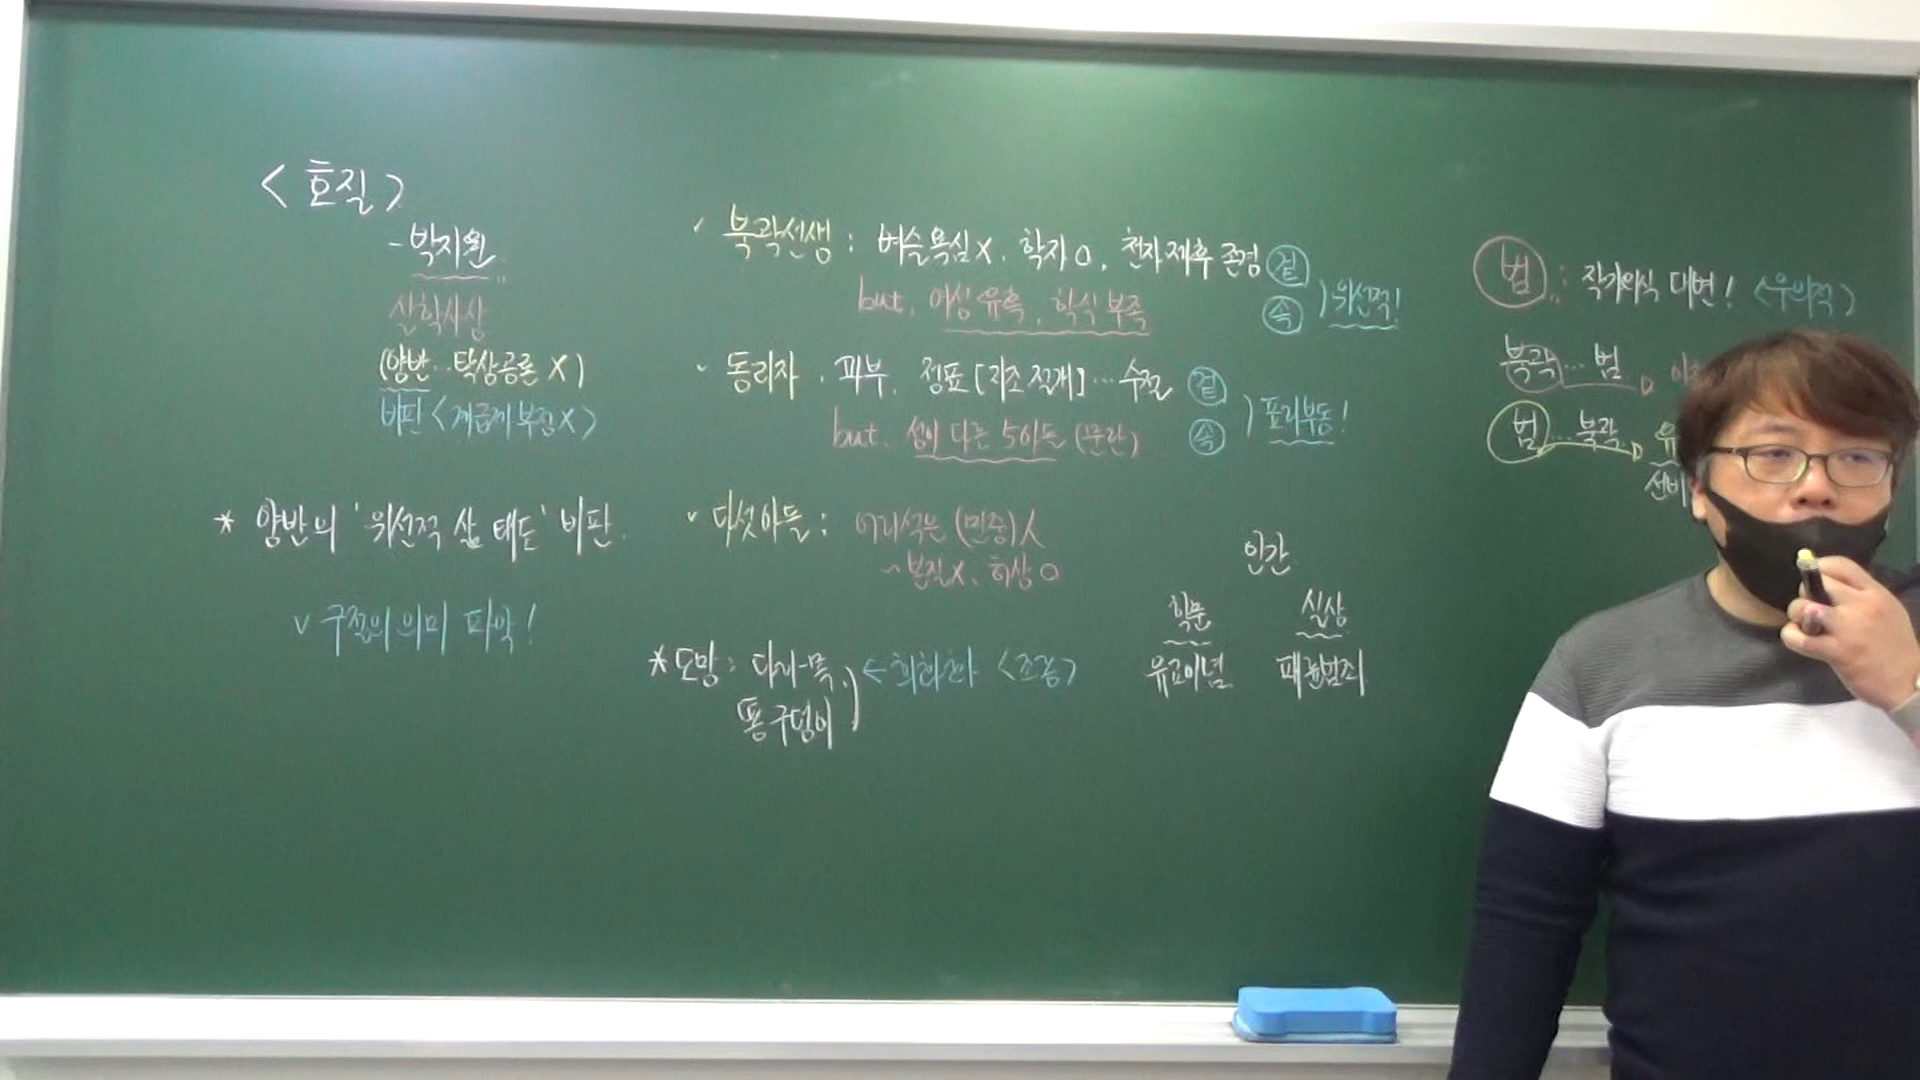 <호질>
- 박지원
실학사상
(양반… 탁상공론 X)
비판 <계급제 부정 X>
* 양반의 '위선적 삶 태도' 비판.
v 구절의 의미 파악!
북곽선생 : 벼슬욕심X. 학자O, 천자제후 존경 겉
but, 여성유혹, 학식 부족 속
위선적!
동리자, 과부, 정표[지조절개]… 수절 겉
but. 성이 다른 5아들 (문란) 속
표리부동!
다섯아들 : 어리석은 (민중)人
~본질X, 허상O
* 도망 : 다리-목,
똥구덩이
← 희화화 <조롱>
인간
학문 실상
유교이념 패륜범죄
범 : 작가의식 대변! <우의적>
북곽… 범
범… 북곽 유
선비